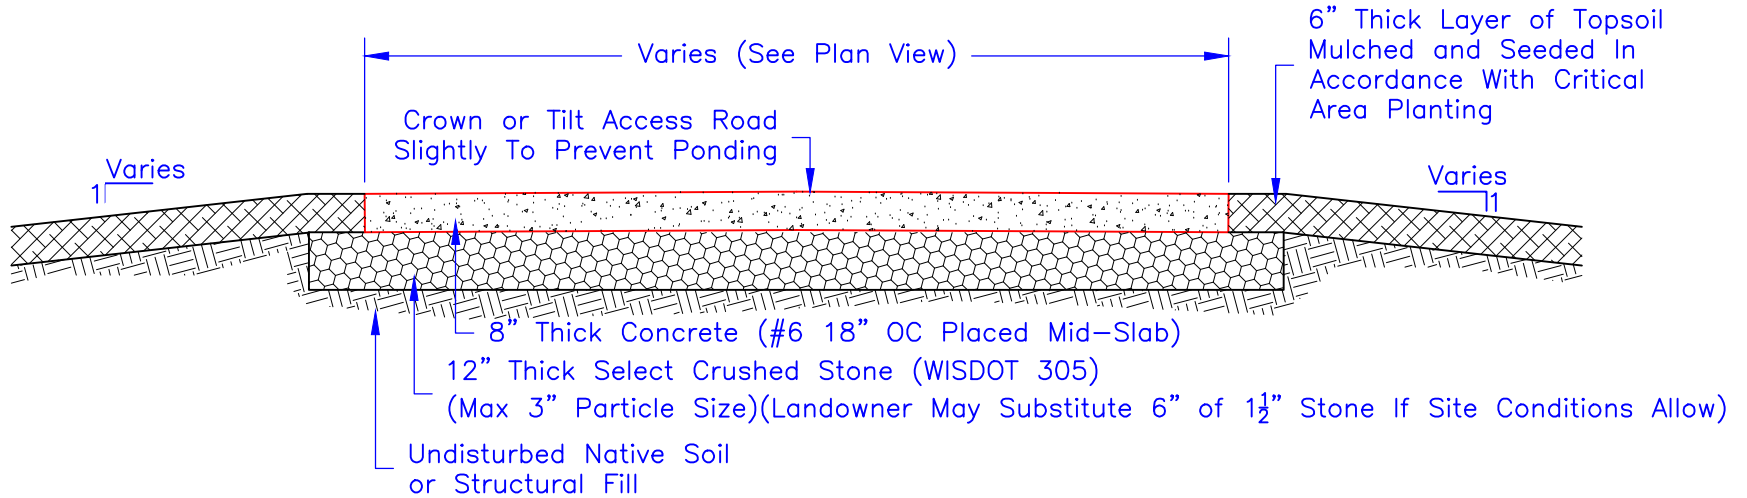 6” Thick Layer of Topsoil
Mulched and Seeded In
Accordance With Critical
Area Planting
Varies (See Plan View)
Crown or Tilt Access Road
Slightly To Prevent Ponding
Varies
1
Varies
1
8” Thick Concrete (#6 18” OC Placed Mid-Slab)
12” Thick Select Crushed Stone (WISDOT 305)
(Max 3” Particle Size)(Landowner May Substitute 6” of 1½” Stone If Site Conditions Allow)
Undisturbed Native Soil
or Structural Fill